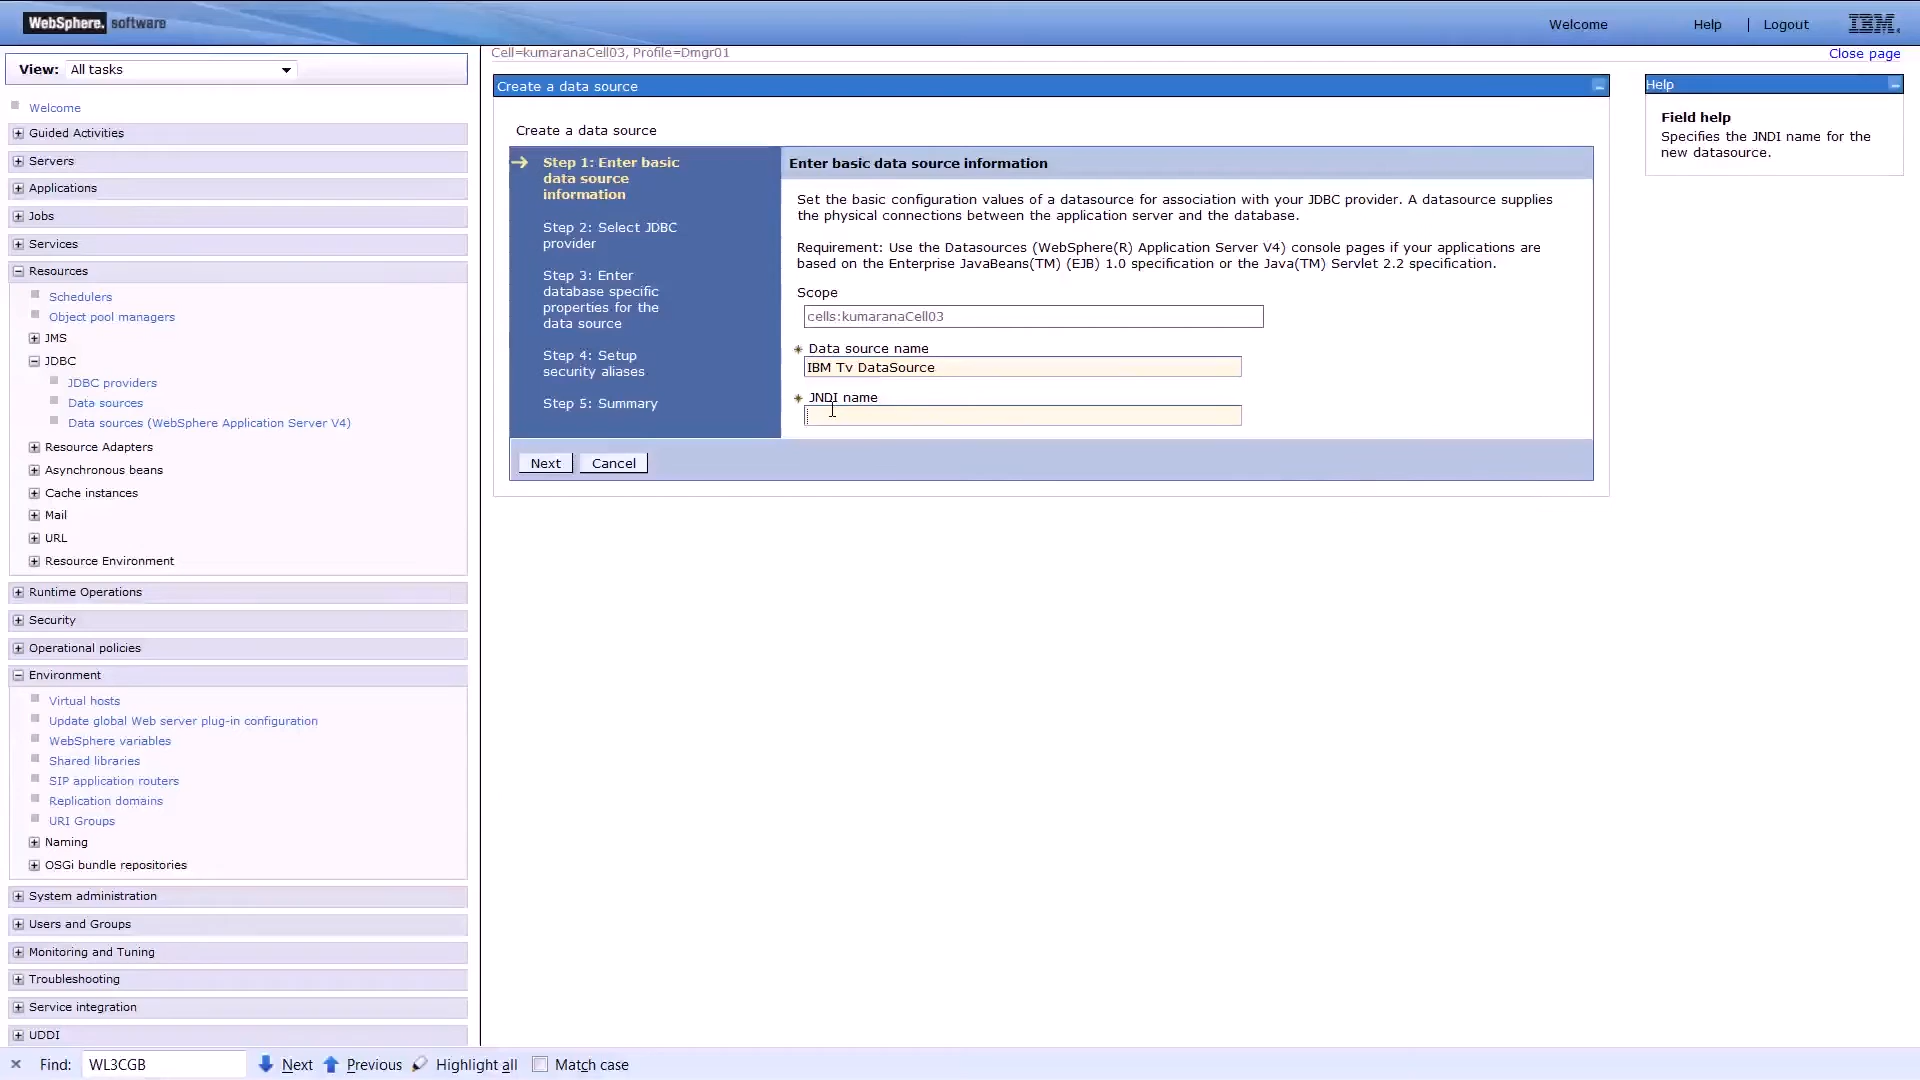 WebSphere. software
Welcome
Help | Logout
IBM.
View: All tasks
Cell=kumaranaCell03, Profile=Dmgr01
Close page
Welcome
Guided Activities
Servers
Applications
Jobs
Services
Resources
Schedulers
Object pool managers
JMS
JDBC
JDBC providers
Data sources
Data sources (WebSphere Application Server V4)
Resource Adapters
Asynchronous beans
Cache instances
Mail
URL
Resource Environment
Runtime Operations
Security
Operational policies
Environment
Virtual hosts
Update global Web server plug-in configuration
WebSphere variables
Shared libraries
SIP application routers
Replication domains
URI Groups
Naming
OSGi bundle repositories
System administration
Users and Groups
Monitoring and Tuning
Troubleshooting
Service integration
UDDI
Create a data source
Create a data source
Step 1: Enter basic
data source
information
Step 2: Select JDBC
provider
Step 3: Enter
database specific
properties for the
data source
Step 4: Setup
security aliases
Step 5: Summary
Enter basic data source information
Set the basic configuration values of a datasource for association with your JDBC provider. A datasource supplies
the physical connections between the application server and the database.
Requirement: Use the Datasources (WebSphere(R) Application Server V4) console pages if your applications are
based on the Enterprise JavaBeans(TM) (EJB) 1.0 specification or the Java(TM) Servlet 2.2 specification.
Scope
cells:kumaranaCell03
Data source name
IBM Tv DataSource
JNDI name
Next
Cancel
Help
Field help
Specifies the JNDI name for the
new datasource.
Find: WL3CGB Next Previous Highlight all Match case